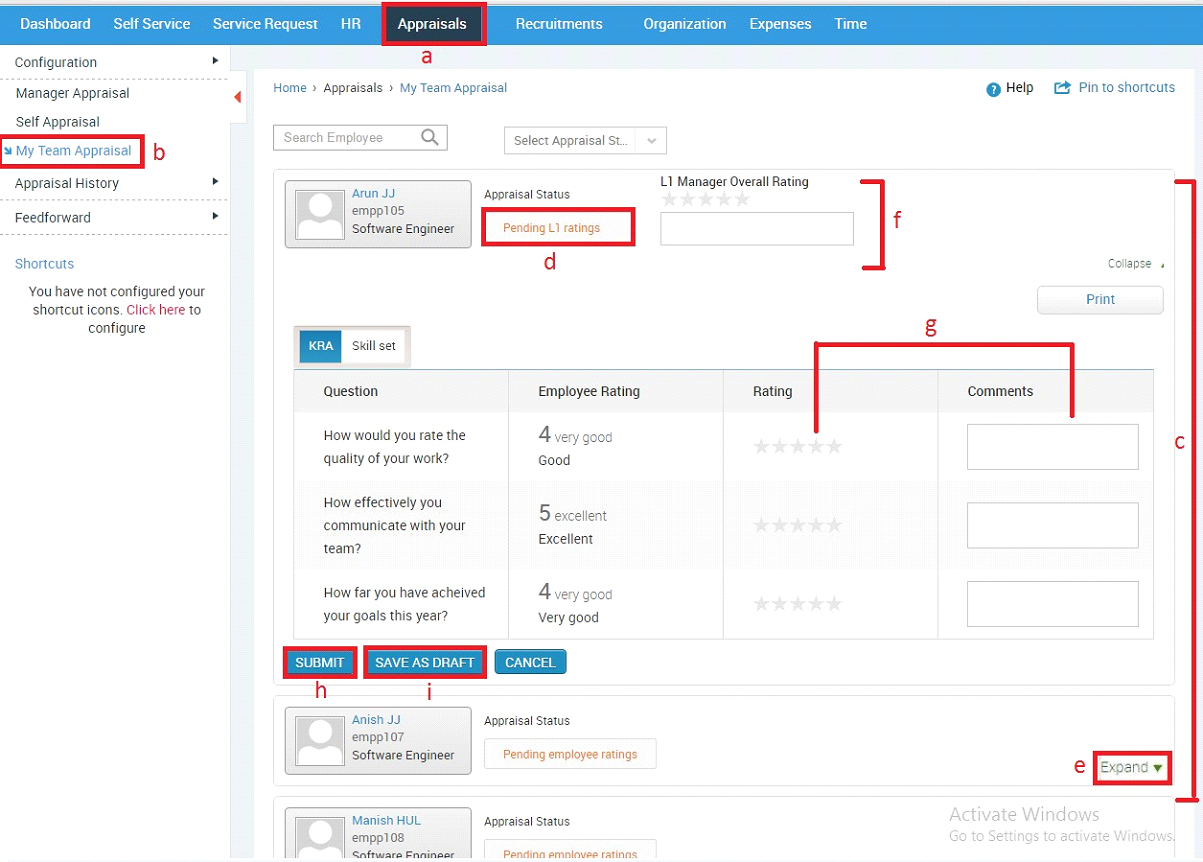 Dashboard Self Service Service Request HR Appraisals Recruitments Organization Expenses Time
a
Configuration
Manager Appraisal
Self Appraisal
My Team Appraisal
b
Appraisal History
Feedforward
Shortcuts
You have not configured your
shortcut icons. Click here to
configure
Home › Appraisals › My Team Appraisal
? Help Pin to shortcuts
Search Employee
Select Appraisal St...
Arun JJ
empp105
Software Engineer
Appraisal Status
Pending L1 ratings
d
L1 Manager Overall Rating
f
Collapse
Print
g
KRA Skill set
Question Employee Rating Rating Comments
c
How would you rate the
quality of your work?
4 very good
Good
How effectively you
communicate with your
team?
5 excellent
Excellent
How far you have acheived
your goals this year?
4 very good
Very good
SUBMIT SAVE AS DRAFT CANCEL
h i
Anish JJ
empp107
Software Engineer
Appraisal Status
Pending employee ratings
e Expand
Manish HUL
empp108
Software Engineer
Appraisal Status
Pending employee ratings
Activate Windows
Go to Settings to activate Windows.